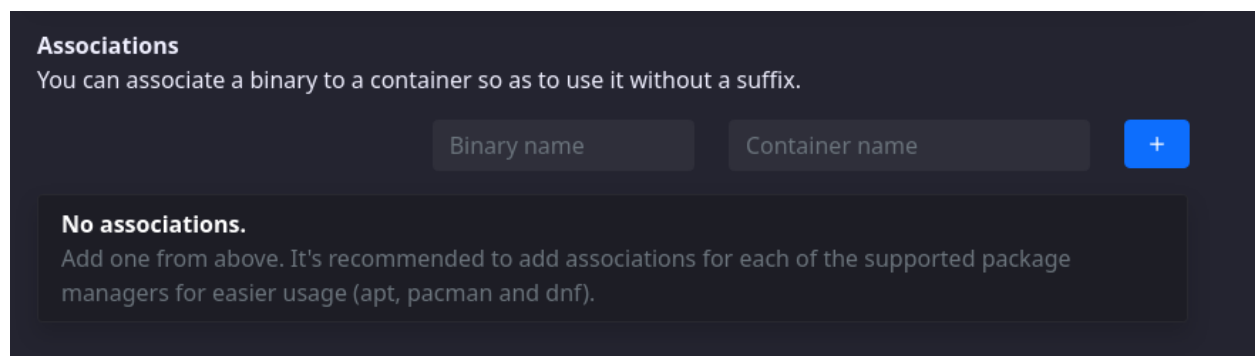 Associations
You can associate a binary to a container so as to use it without a suffix.
Binary name
Container name
+
No associations.
Add one from above. It's recommended to add associations for each of the supported package
managers for easier usage (apt, pacman and dnf).